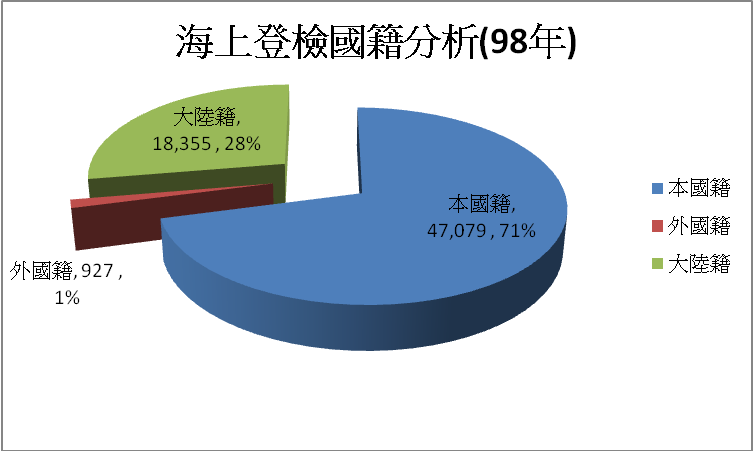 海上登檢國籍分析(98年)
大陸籍,
18,355 , 28%
本國籍,
47,079 , 71%
外國籍, 927 ,
1%
本國籍
外國籍
大陸籍